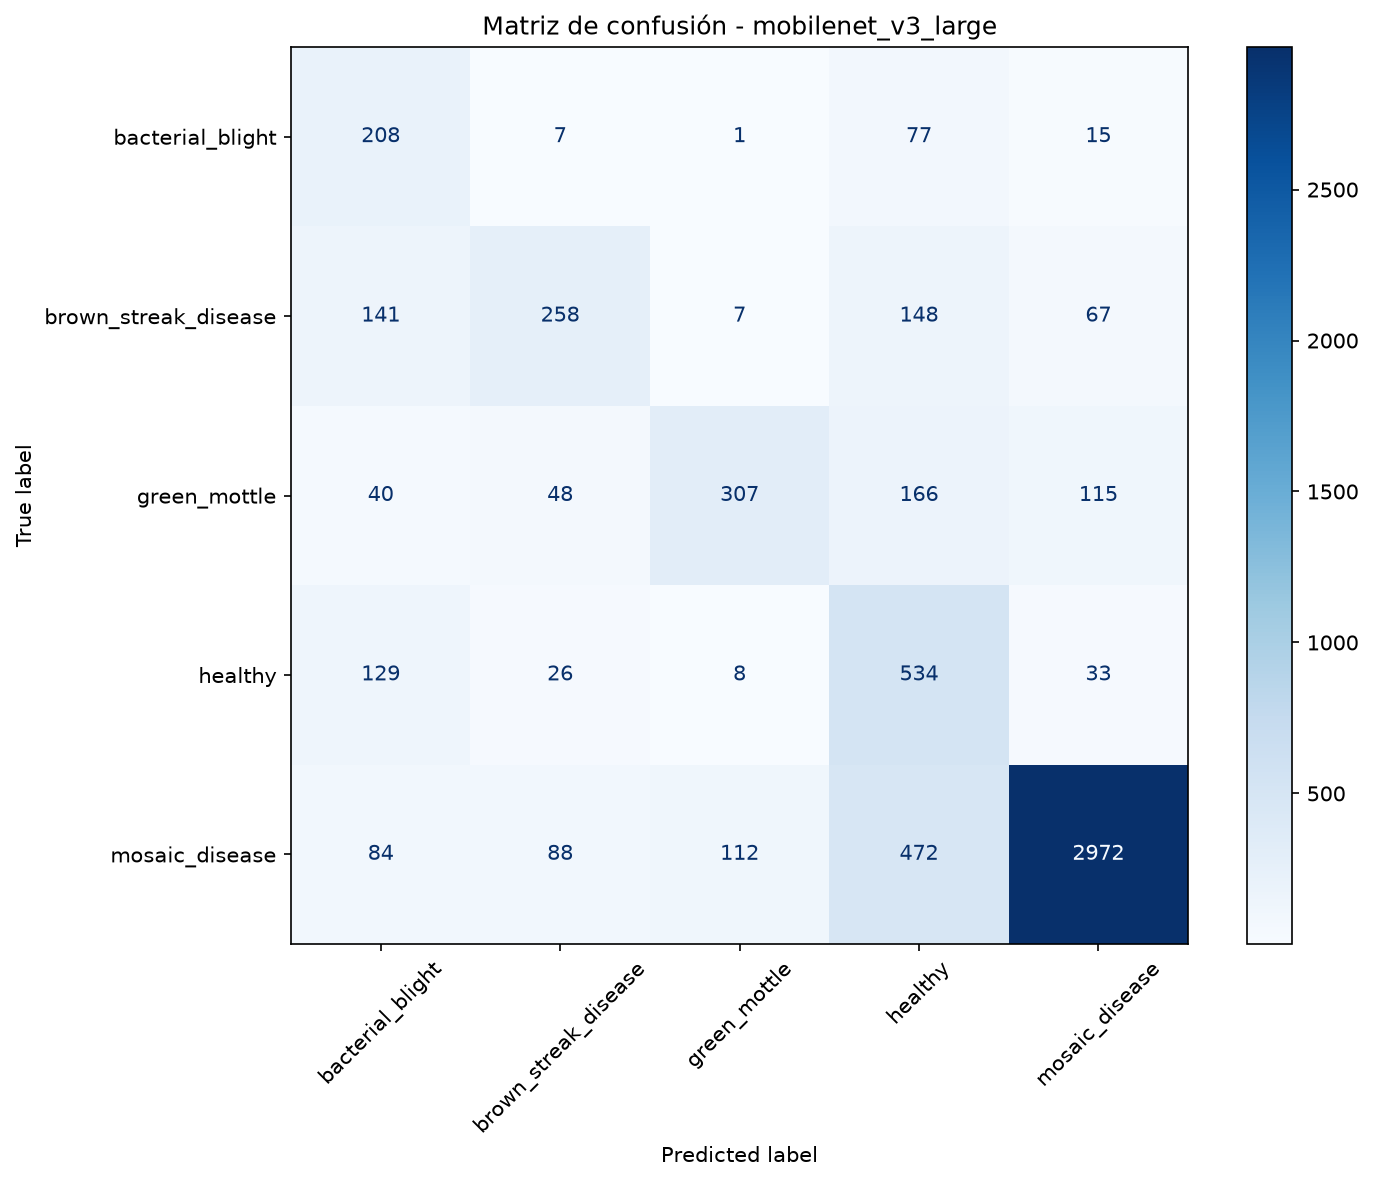 Matriz de confusión - mobilenet_v3_large
bacterial_blight 208 7 1 77 15
brown_streak_disease 141 258 7 148 67
green_mottle 40 48 307 166 115
healthy 129 26 8 534 33
mosaic_disease 84 88 112 472 2972
True label
bacterial_blight
brown_streak_disease
green_mottle
healthy
mosaic_disease
Predicted label
2500
2000
1500
1000
500